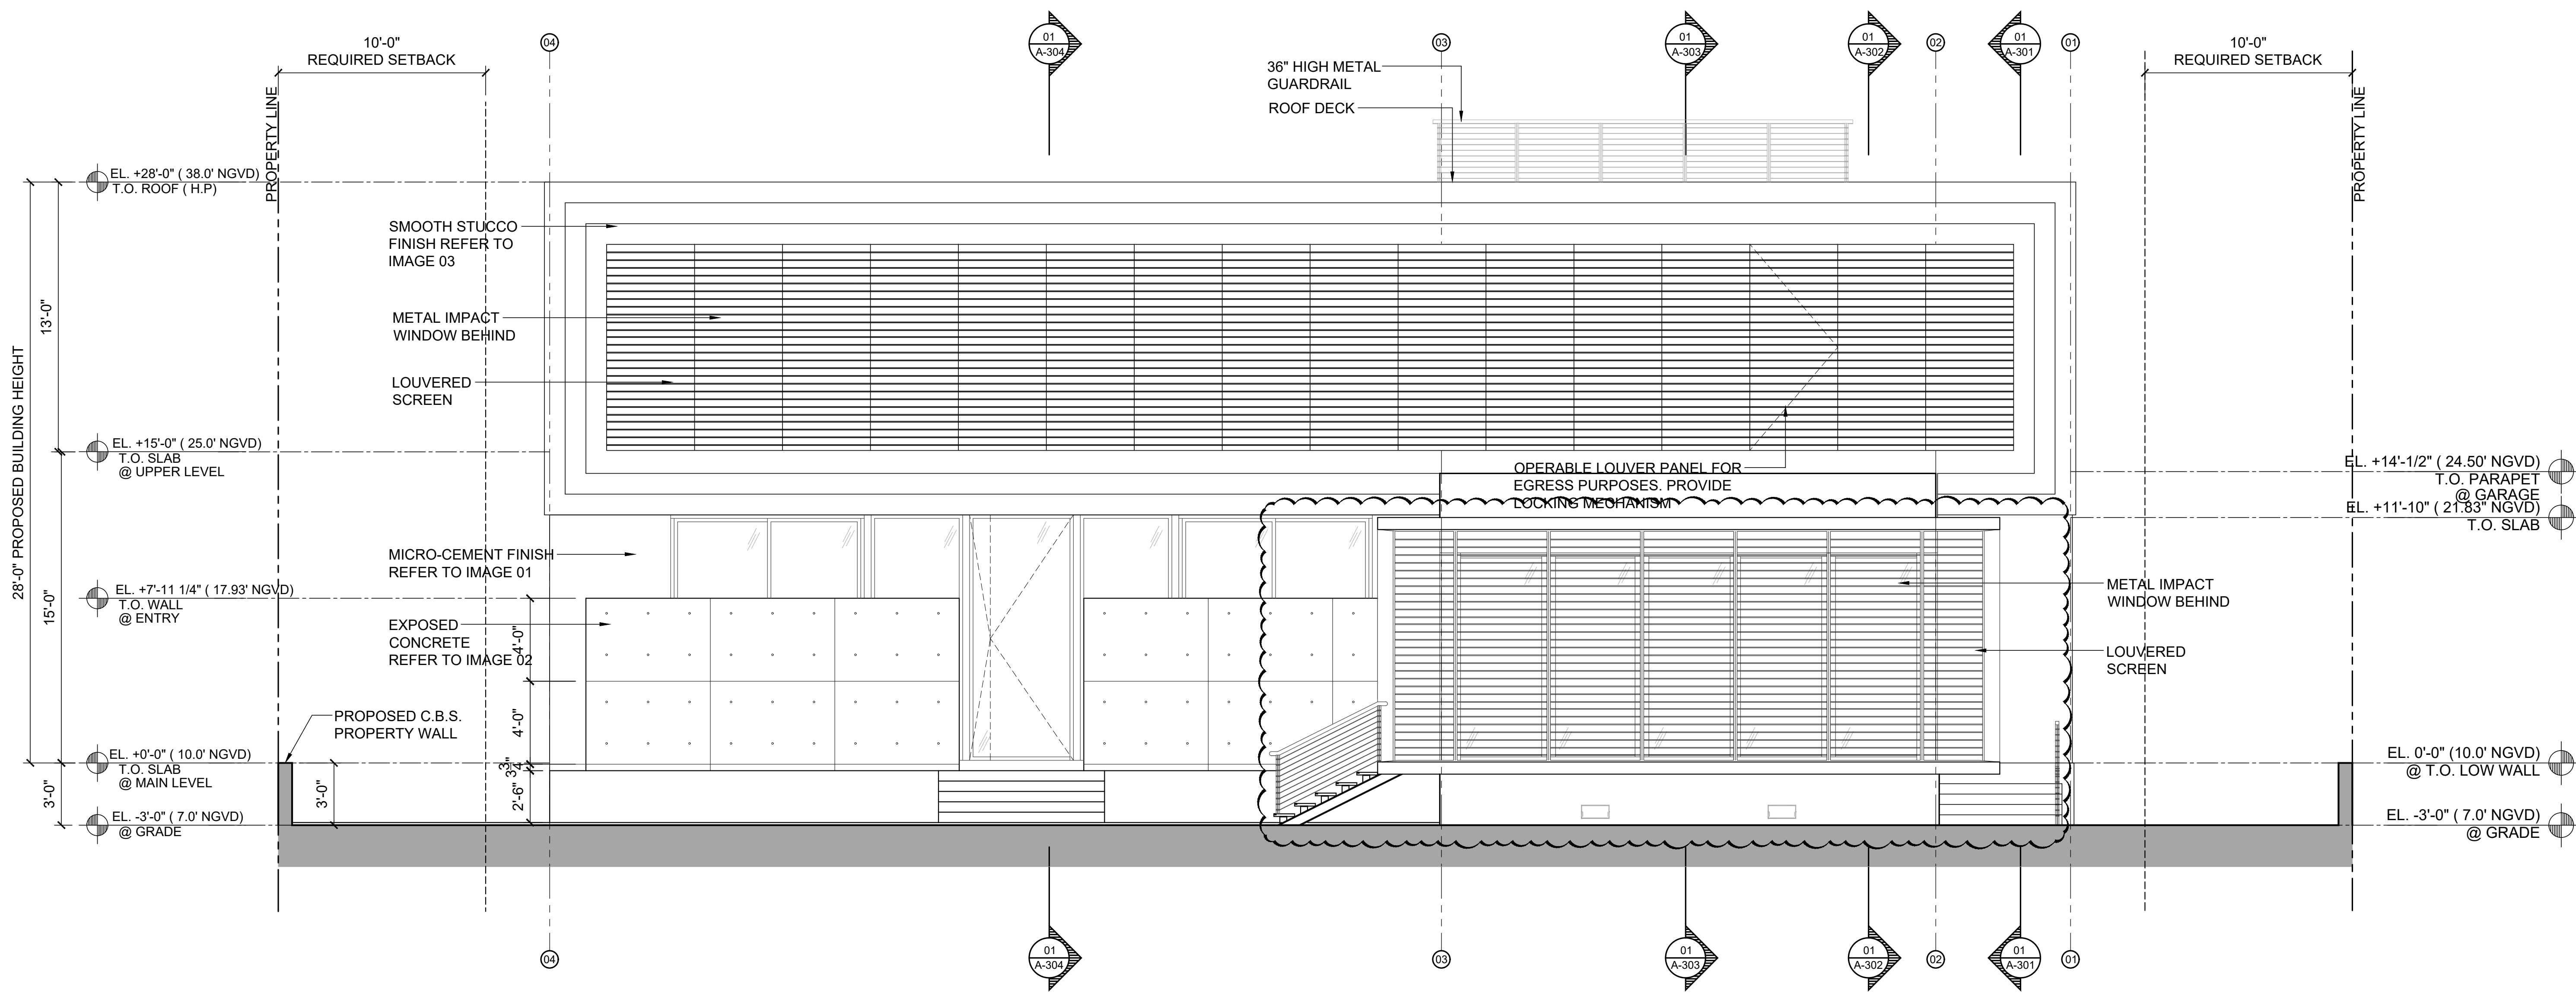 10'-0"
REQUIRED SETBACK
04
01
A-304
03
01
A-303
01
A-302
02
01
A-301
01
10'-0"
REQUIRED SETBACK
PROPERTY LINE
PROPERTY LINE
36" HIGH METAL
GUARDRAIL
ROOF DECK
EL. +28'-0" ( 38.0' NGVD)
T.O. ROOF ( H.P)
SMOOTH STUCCO
FINISH REFER TO
IMAGE 03
METAL IMPACT
WINDOW BEHIND
LOUVERED
SCREEN
13'-0"
28'-0" PROPOSED BUILDING HEIGHT
EL. +15'-0" ( 25.0' NGVD)
T.O. SLAB
@ UPPER LEVEL
OPERABLE LOUVER PANEL FOR
EGRESS PURPOSES. PROVIDE
LOCKING MECHANISM
EL. +14'-1/2" ( 24.50' NGVD)
T.O. PARAPET
@ GARAGE
EL. +11'-10" ( 21.83" NGVD)
T.O. SLAB
MICRO-CEMENT FINISH
REFER TO IMAGE 01
15'-0"
EL. +7'-11 1/4" ( 17.93' NGVD)
T.O. WALL
@ ENTRY
METAL IMPACT
WINDOW BEHIND
EXPOSED
CONCRETE
REFER TO IMAGE 02
4'-0"
LOUVERED
SCREEN
4'-0"
PROPOSED C.B.S.
PROPERTY WALL
EL. +0'-0" ( 10.0' NGVD)
T.O. SLAB
@ MAIN LEVEL
EL. 0'-0" (10.0' NGVD)
@ T.O. LOW WALL
3'-0"
3'-0"
2'-6"
EL. -3'-0" ( 7.0' NGVD)
@ GRADE
EL. -3'-0" ( 7.0' NGVD)
@ GRADE
04
01
A-304
03
01
A-303
01
A-302
02
01
A-301
01